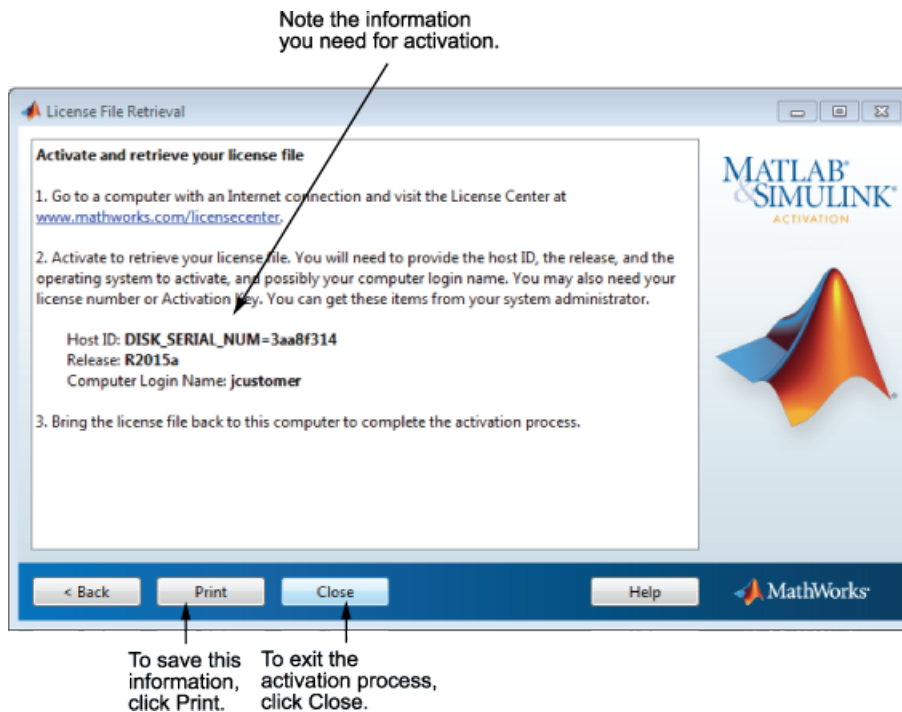 Note the information
you need for activation.
License File Retrieval
Activate and retrieve your license file
1. Go to a computer with an Internet connection and visit the License Center at
www.mathworks.com/licensecenter.
2. Activate to retrieve your license file. You will need to provide the host ID, the release, and the
operating system to activate, and possibly your computer login name. You may also need your
license number or Activation Key. You can get these items from your system administrator.
Host ID: DISK_SERIAL_NUM=3aa8f314
Release: R2015a
Computer Login Name: jcustomer
3. Bring the license file back to this computer to complete the activation process.
MATLAB®
&SIMULINK®
ACTIVATION
®
< Back
Print
Close
Help
MathWorks®
To save this
information,
click Print.
To exit the
activation process,
click Close.